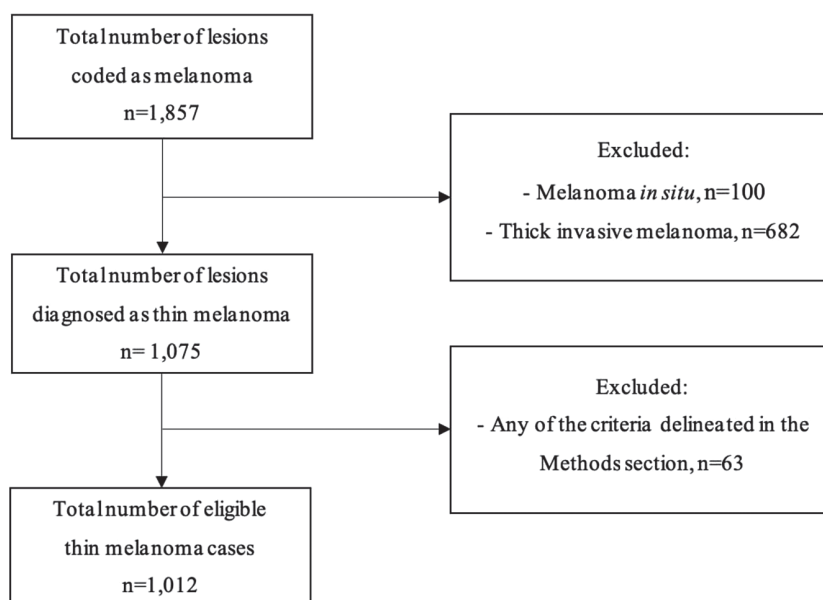 Total number of lesions
coded as melanoma
n=1,857
Excluded:
- Melanoma in situ, n=100
- Thick invasive melanoma, n=682
Total number of lesions
diagnosed as thin melanoma
n= 1,075
Excluded:
- Any of the criteria delineated in the
Methods section, n=63
Total number of eligible
thin melanoma cases
n=1,012